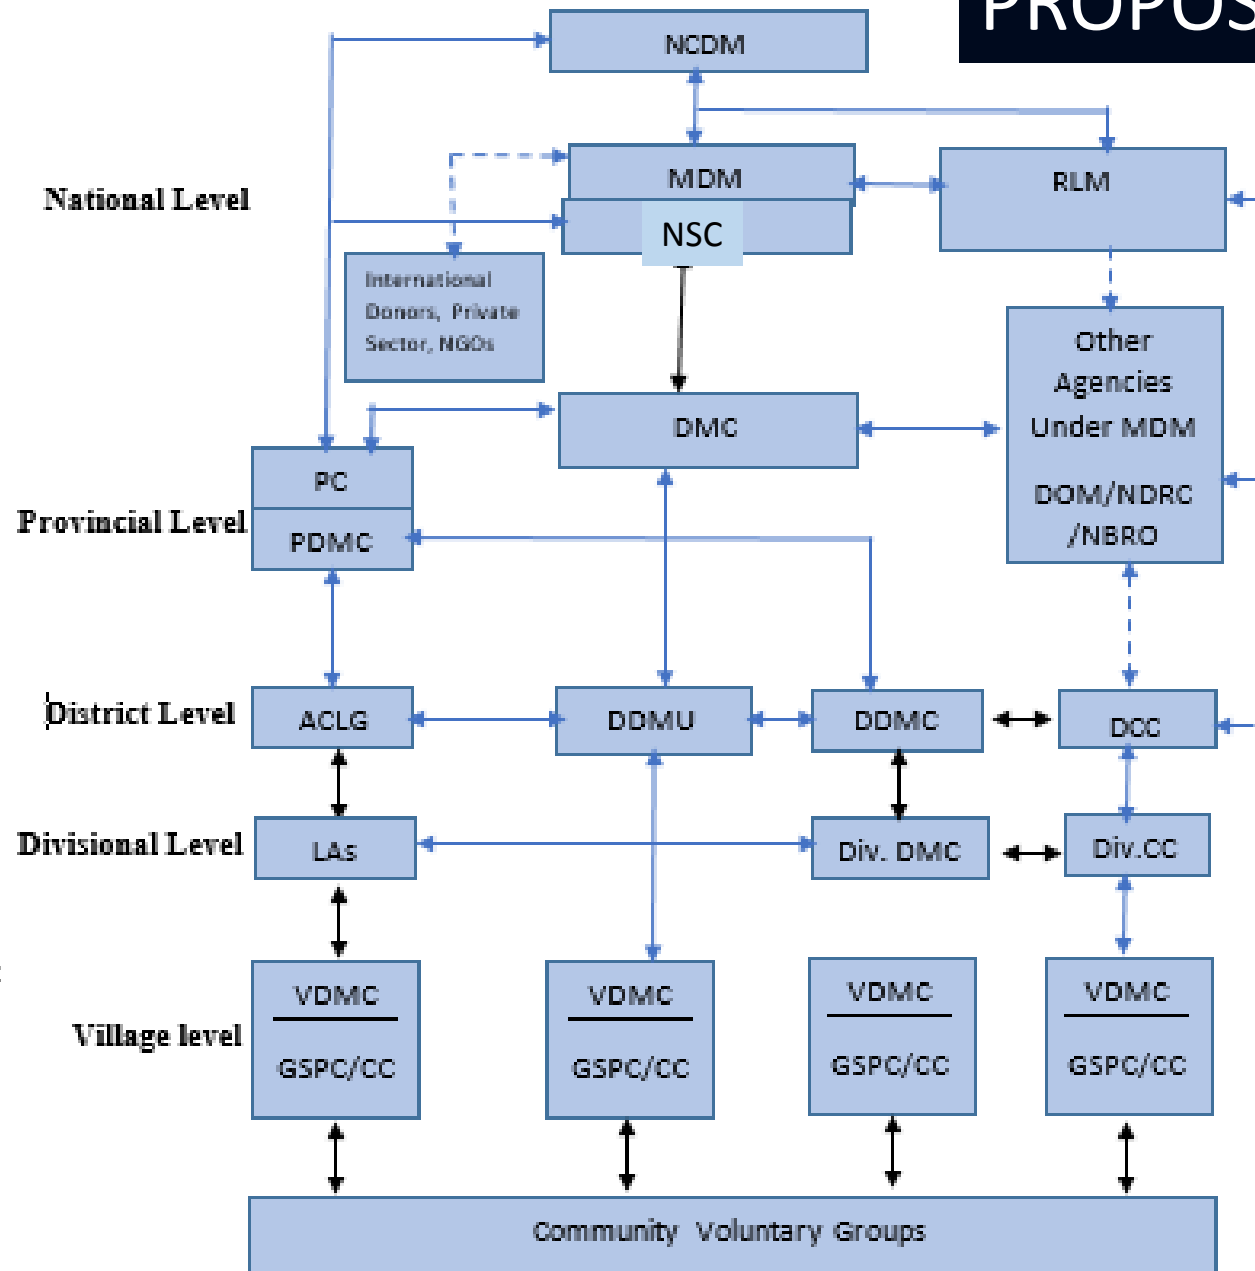 PROPOS
NCDM
National Level
MDM
RLM
NSC
International
Donors, Private
Sector, NGOs
Other
Agencies
Under MDM
DOM/NDRC
/NBRO
DMC
PC
Provincial Level
PDMC
District Level
ACLG
DDMU
DDMC
DCC
Divisional Level
LAs
Div. DMC
Div.CC
Village level
VDMC
GSPC/CC
VDMC
GSPC/CC
VDMC
GSPC/CC
VDMC
GSPC/CC
Community Voluntary Groups